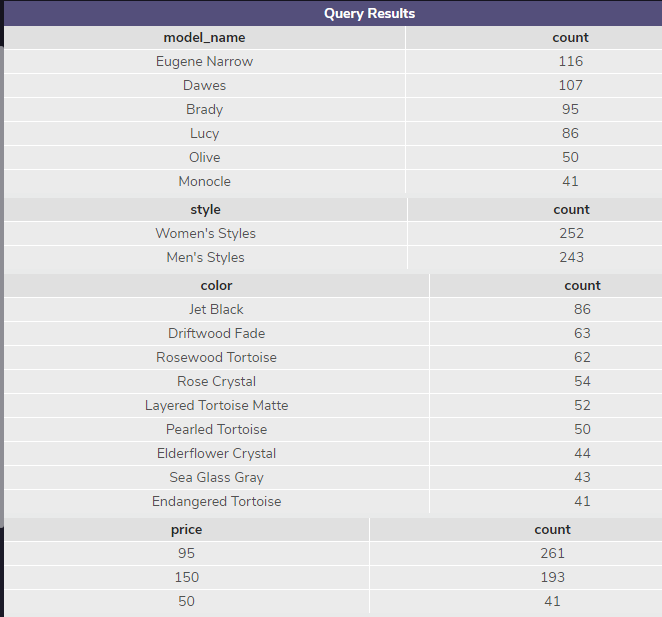 Query Results
model_name count
Eugene Narrow 116
Dawes 107
Brady 95
Lucy 86
Olive 50
Monocle 41
style count
Women's Styles 252
Men's Styles 243
color count
Jet Black 86
Driftwood Fade 63
Rosewood Tortoise 62
Rose Crystal 54
Layered Tortoise Matte 52
Pearled Tortoise 50
Elderflower Crystal 44
Sea Glass Gray 43
Endangered Tortoise 41
price count
95 261
150 193
50 41